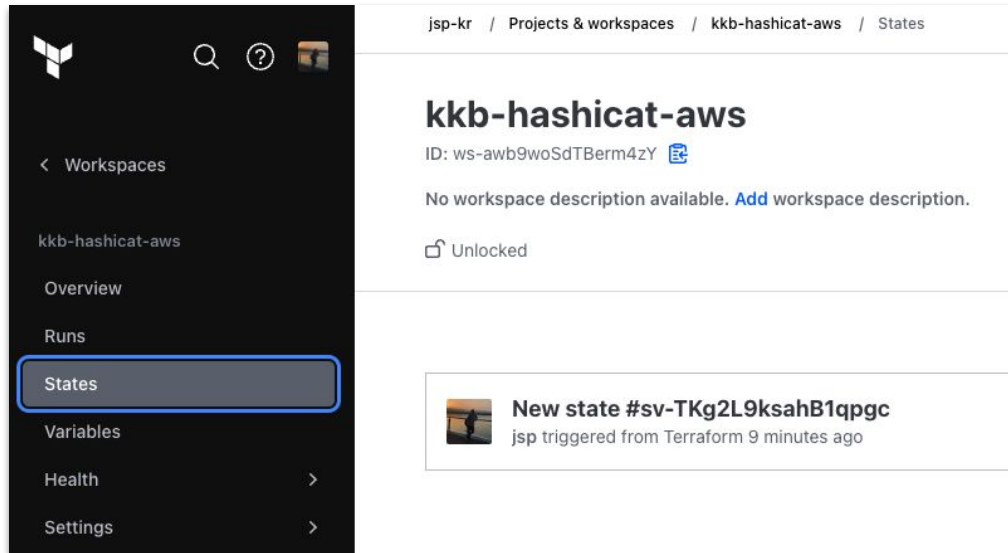 jsp-kr / Projects & workspaces / kkb-hashicat-aws / States
< Workspaces
kkb-hashicat-aws
Overview
Runs
States
Variables
Health
Settings
kkb-hashicat-aws
ID: ws-awb9woSdTBerm4zY
No workspace description available. Add workspace description.
Unlocked
New state #sv-TKg2L9ksahB1qpgc
jsp triggered from Terraform 9 minutes ago